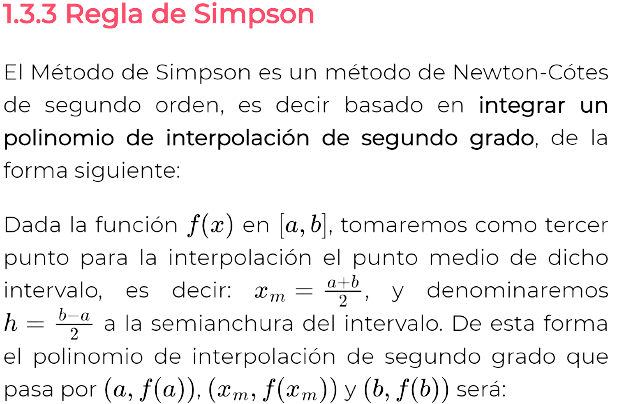 1.3.3 Regla de Simpson
El Método de Simpson es un método de Newton-Cótes
de segundo orden, es decir basado en integrar un
polinomio de interpolación de segundo grado, de la
forma siguiente:
Dada la función f(x) en [a, b], tomaremos como tercer
punto para la interpolación el punto medio de dicho
intervalo, es decir: x_m = \frac{a+b}{2}, y denominaremos
h = \frac{b-a}{2} a la semianchura del intervalo. De esta forma
el polinomio de interpolación de segundo grado que
pasa por (a, f(a)), (x_m, f(x_m)) y (b, f(b)) será: